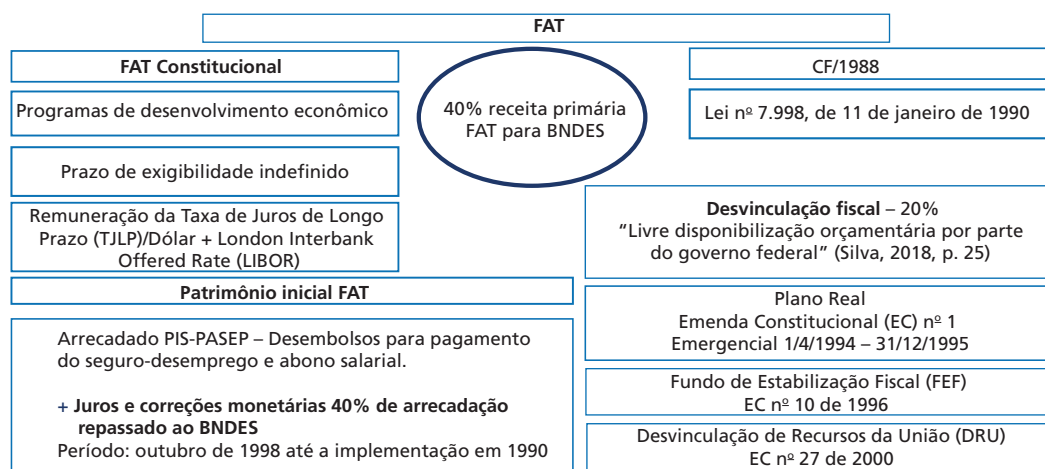 FAT
FAT Constitucional
Programas de desenvolvimento econômico
Prazo de exigibilidade indefinido
Remuneração da Taxa de Juros de Longo
Prazo (TJLP)/Dólar + London Interbank
Offered Rate (LIBOR)
40% receita primária
FAT para BNDES
CF/1988
Lei nº 7.998, de 11 de janeiro de 1990
Patrimônio inicial FAT
Arrecadado PIS-PASEP – Desembolsos para pagamento
do seguro-desemprego e abono salarial.
+ Juros e correções monetárias 40% de arrecadação
repassado ao BNDES
Período: outubro de 1998 até a implementação em 1990
Desvinculação fiscal – 20%
“Livre disponibilização orçamentária por parte
do governo federal” (Silva, 2018, p. 25)
Plano Real
Emenda Constitucional (EC) nº 1
Emergencial 1/4/1994 – 31/12/1995
Fundo de Estabilização Fiscal (FEF)
EC nº 10 de 1996
Desvinculação de Recursos da União (DRU)
EC nº 27 de 2000